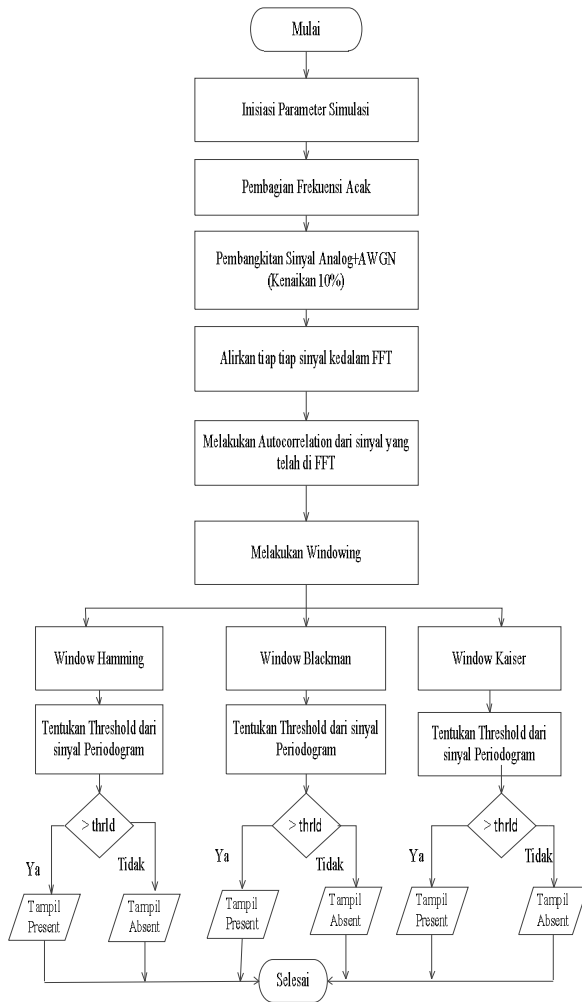 Mulai
Inisiasi Parameter Simulasi
Pembagian Frekuensi Acak
Pembangkitan Sinyal Analog+AWGN
(Kenaikan 10%)
Alirkan tiap tiap sinyal kedalam FFT
Melakukan Autocorrelation dari sinyal yang
telah di FFT
Melakukan Windowing
Window Hamming
Window Blackman
Window Kaiser
Tentukan Threshold dari
sinyal Periodogram
Tentukan Threshold dari sinyal
Periodogram
Tentukan Threshold dari
sinyal Periodogram
> thrld
> thrld
> thrld
Ya
Tidak
Ya
Tidak
Ya
Tidak
Tampil
Present
Tampil
Absent
Tampil
Present
Tampil
Absent
Tampil
Present
Tampil
Absent
Selesai